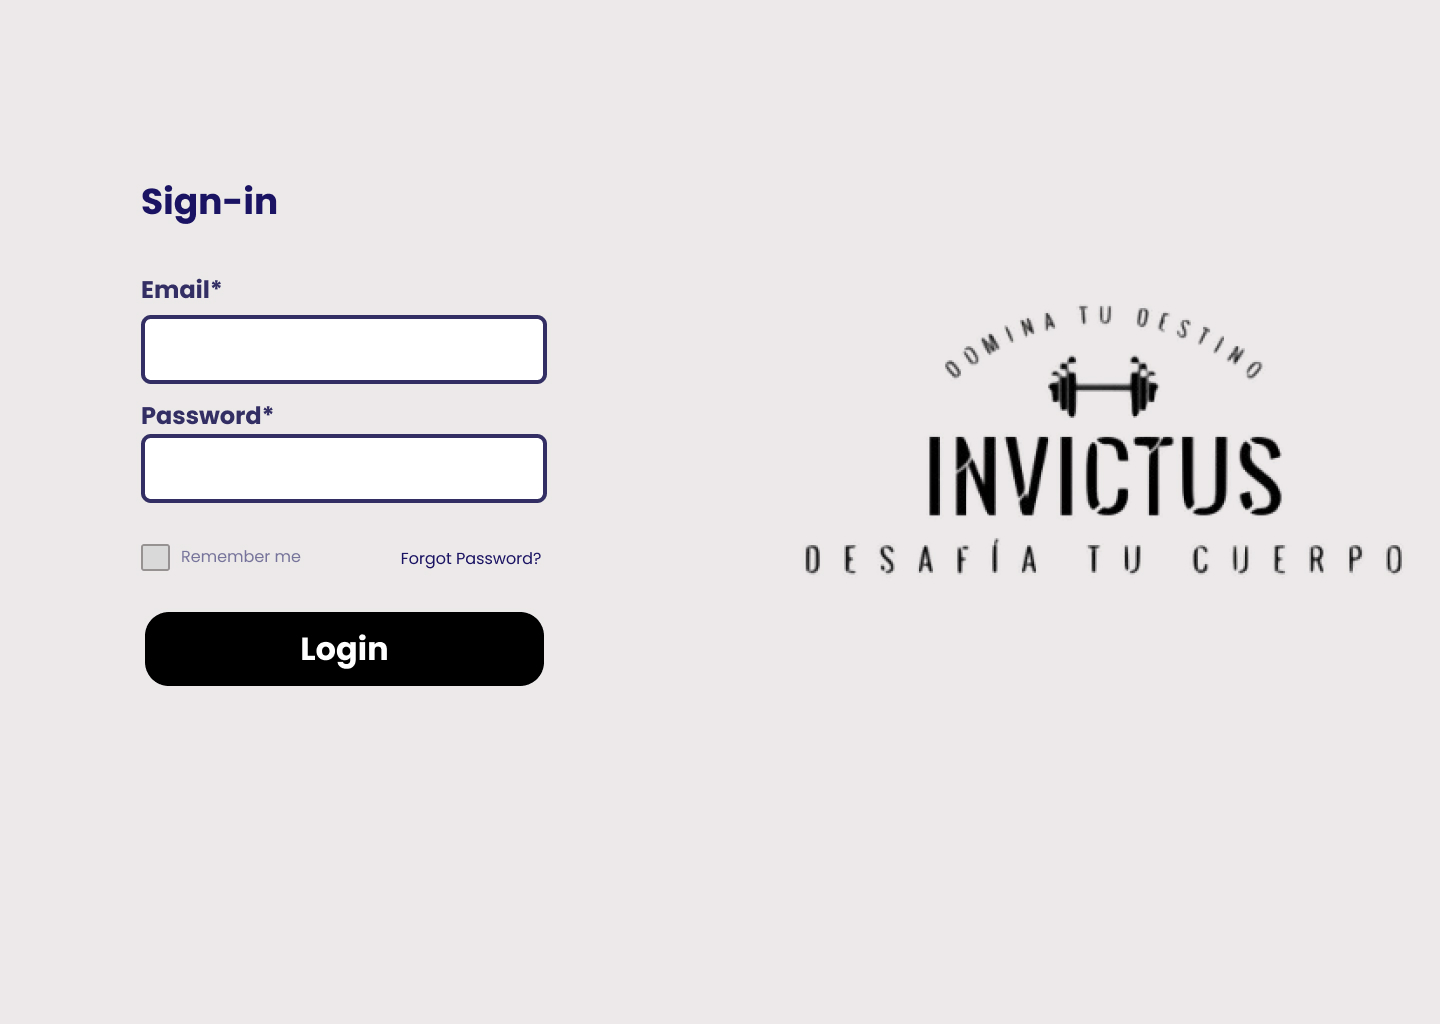 Sign-in
Email*
Password*
Remember me
Forgot Password?
Login
DOMINA TU DESTINO
INVICTUS
DESAFÍA TU CUERPO